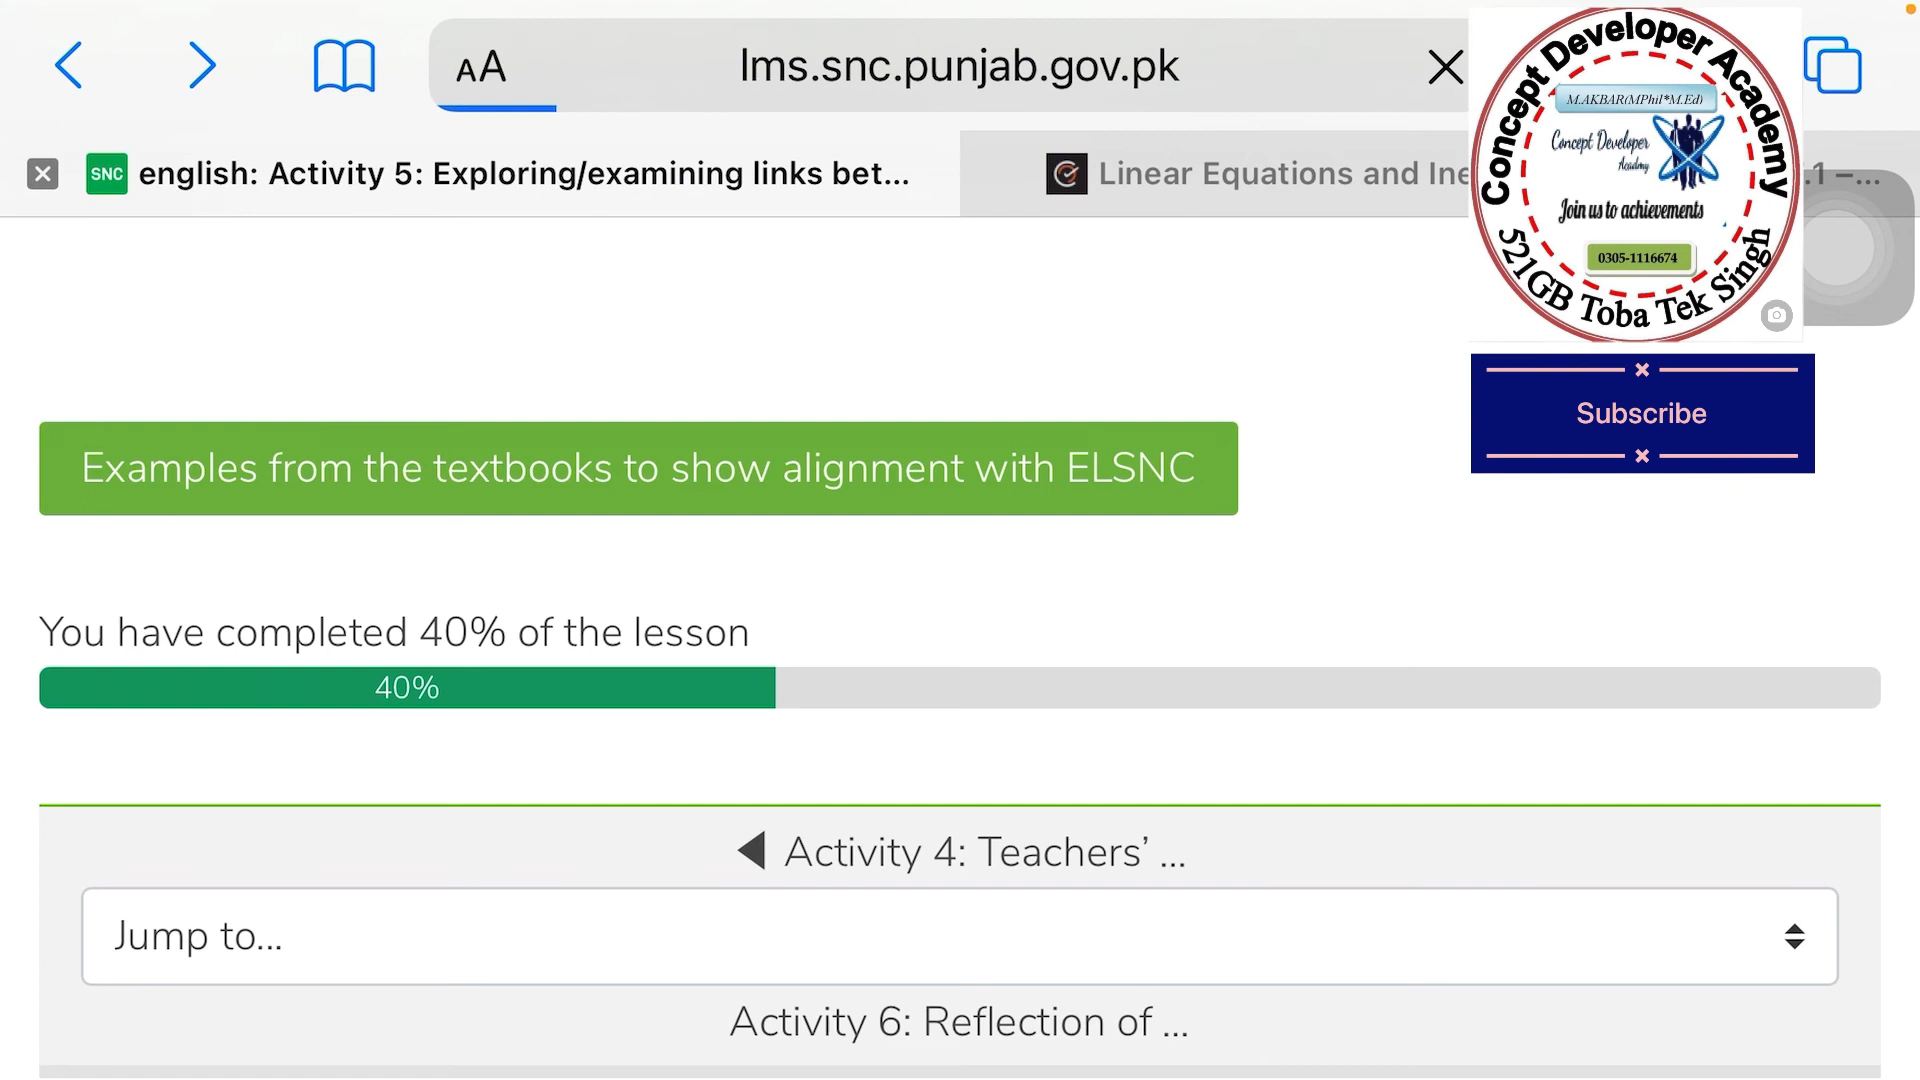 AA
lms.snc.punjab.gov.pk
SNC
english: Activity 5: Exploring/examining links bet...
Linear Equations and Ine
.1 –...
Concept Developer Academy
M.AKBAR(MPhil*M.Ed)
Concept Developer
Academy
Join us to achievements
0305-1116674
521GB Toba Tek Singh
Subscribe
Examples from the textbooks to show alignment with ELSNC
You have completed 40% of the lesson
40%
Activity 4: Teachers’ ...
Jump to...
Activity 6: Reflection of ...